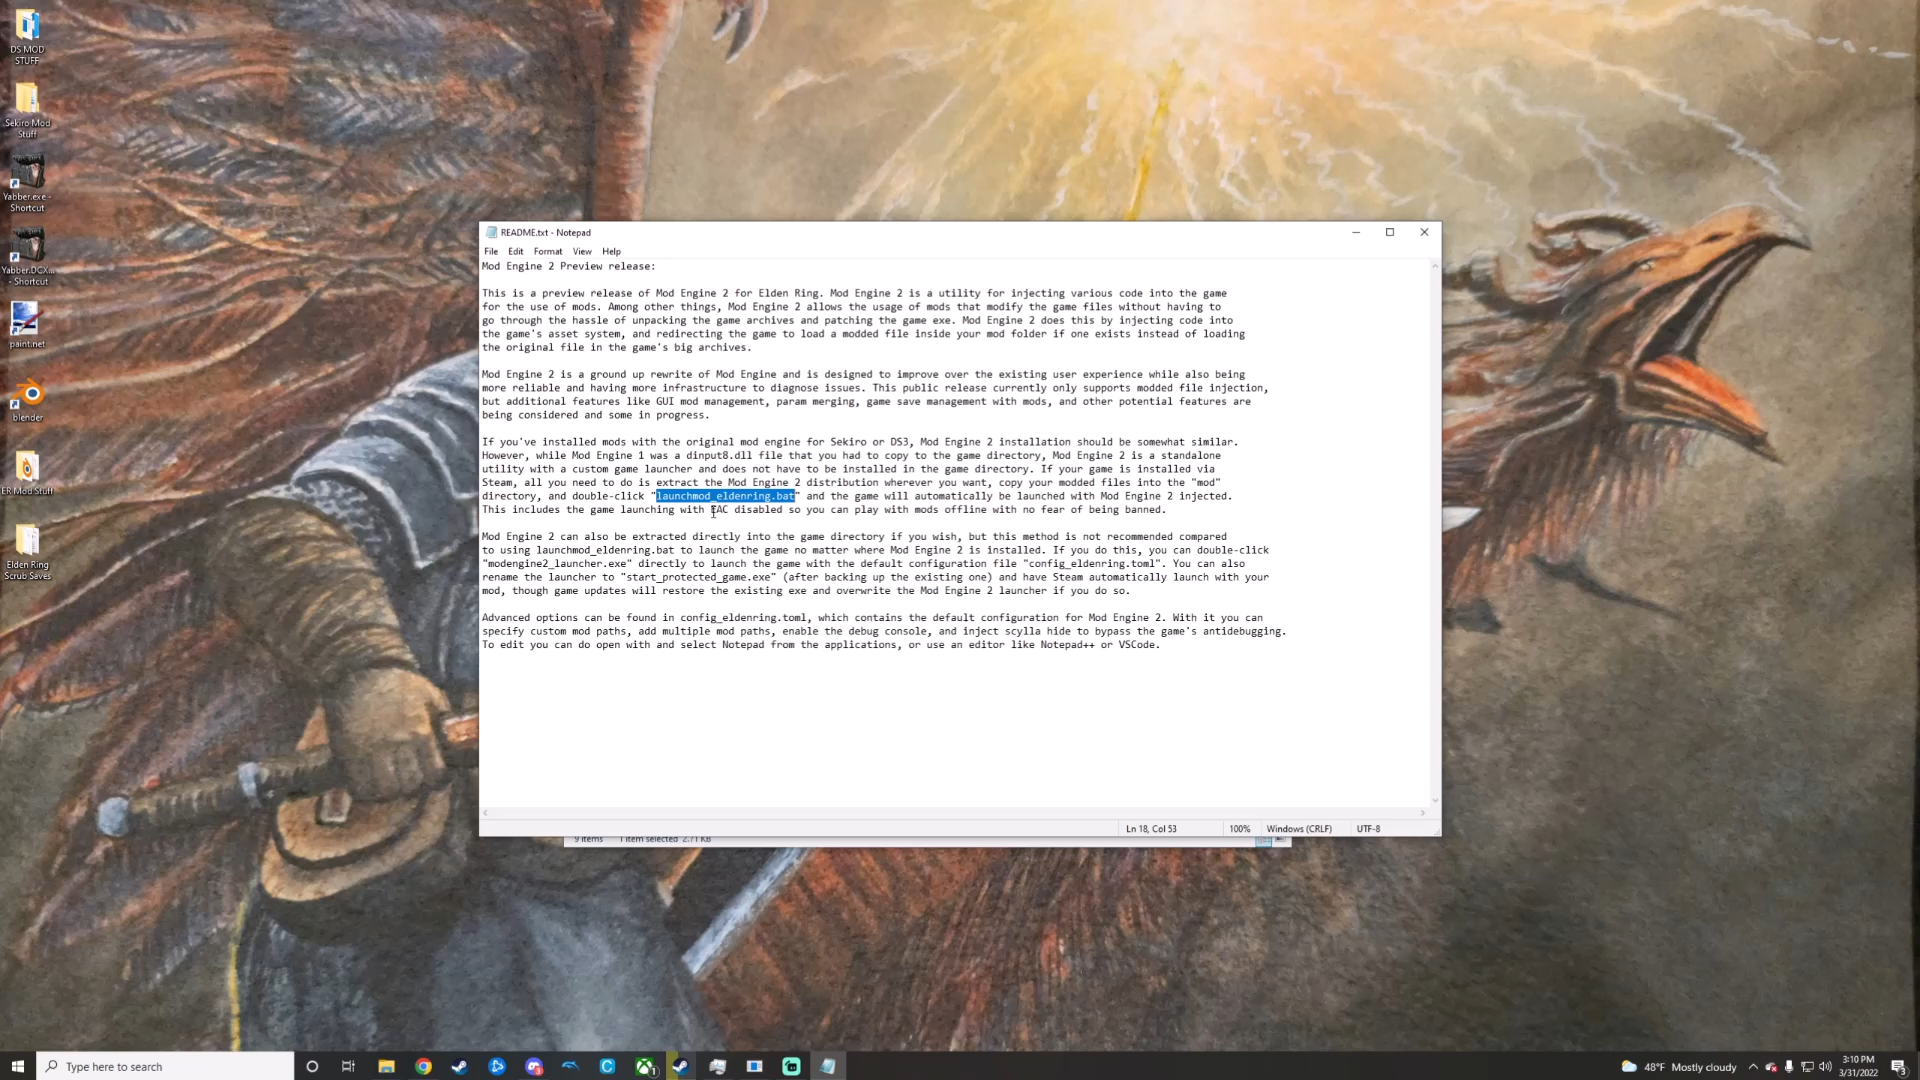 DS MOD
STUFF
Sekiro Mod
Stuff
Yabber.exe -
Shortcut
Yabber.DCX...
- Shortcut
paint.net
blender
ER Mod Stuff
Elden Ring
Scrub Saves
README.txt - Notepad
File Edit Format View Help
Mod Engine 2 Preview release:
This is a preview release of Mod Engine 2 for Elden Ring. Mod Engine 2 is a utility for injecting various code into the game
for the use of mods. Among other things, Mod Engine 2 allows the usage of mods that modify the game files without having to
go through the hassle of unpacking the game archives and patching the game exe. Mod Engine 2 does this by injecting code into
the game's asset system, and redirecting the game to load a modded file inside your mod folder if one exists instead of loading
the original file in the game's big archives.
Mod Engine 2 is a ground up rewrite of Mod Engine and is designed to improve over the existing user experience while also being
more reliable and having more infrastructure to diagnose issues. This public release currently only supports modded file injection,
but additional features like GUI mod management, param merging, game save management with mods, and other potential features are
being considered and some in progress.
If you've installed mods with the original mod engine for Sekiro or DS3, Mod Engine 2 installation should be somewhat similar.
However, while Mod Engine 1 was a dinput8.dll file that you had to copy to the game directory, Mod Engine 2 is a standalone
utility with a custom game launcher and does not have to be installed in the game directory. If your game is installed via
Steam, all you need to do is extract the Mod Engine 2 distribution wherever you want, copy your modded files into the "mod"
directory, and double-click "launchmod_eldenring.bat" and the game will automatically be launched with Mod Engine 2 injected.
This includes the game launching with EAC disabled so you can play with mods offline with no fear of being banned.
Mod Engine 2 can also be extracted directly into the game directory if you wish, but this method is not recommended compared
to using launchmod_eldenring.bat to launch the game no matter where Mod Engine 2 is installed. If you do this, you can double-click
"modengine2_launcher.exe" directly to launch the game with the default configuration file "config_eldenring.toml". You can also
rename the launcher to "start_protected_game.exe" (after backing up the existing one) and have Steam automatically launch with your
mod, though game updates will restore the existing exe and overwrite the Mod Engine 2 launcher if you do so.
Advanced options can be found in config_eldenring.toml, which contains the default configuration for Mod Engine 2. With it you can
specify custom mod paths, add multiple mod paths, enable the debug console, and inject scylla hide to bypass the game's antidebugging.
To edit you can do open with and select Notepad from the applications, or use an editor like Notepad++ or VSCode.
Ln 18, Col 53 100% Windows (CRLF) UTF-8
9 items 1 item selected 2.71 KB
Type here to search
48°F Mostly cloudy
3:10 PM
3/31/2022